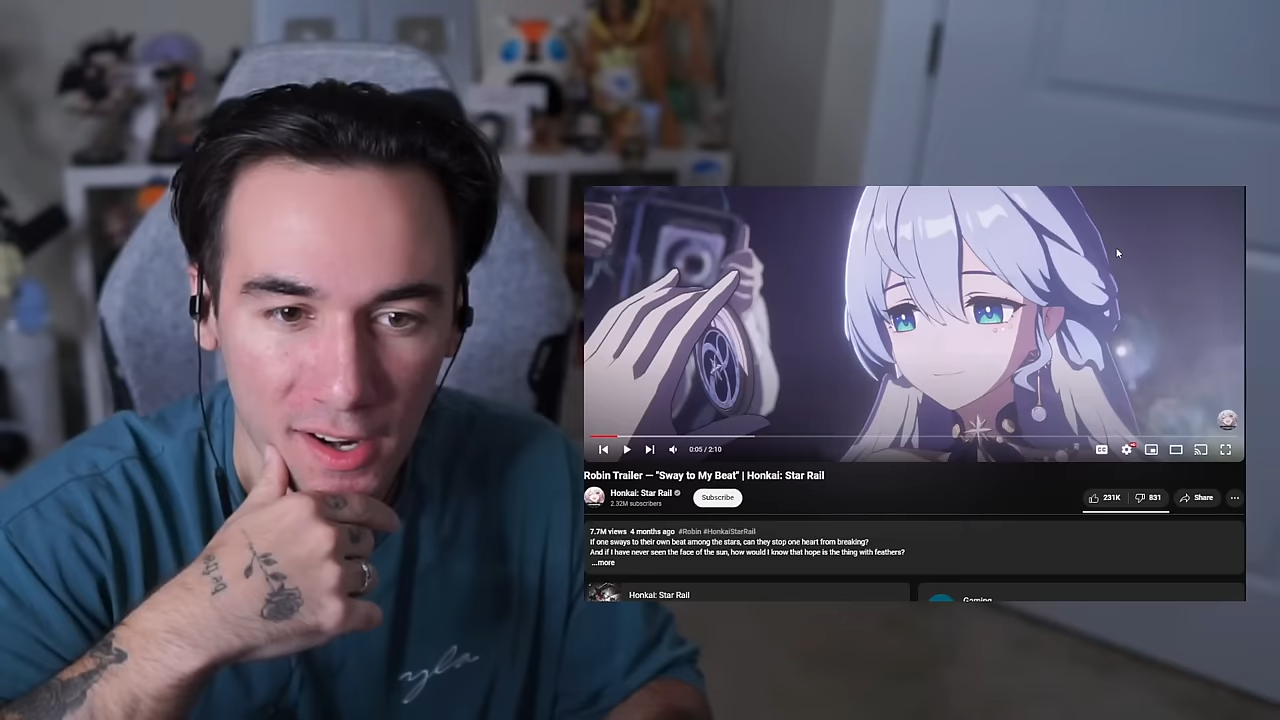 0:05 / 2:10
CC
Robin Trailer — "Sway to My Beat" | Honkai: Star Rail
Honkai: Star Rail
2.32M subscribers
Subscribe
231K
831
Share
7.7M views 4 months ago #Robin #HonkaiStarRail
If one sways to their own beat among the stars, can they stop one heart from breaking?
And if I have never seen the face of the sun, how would I know that hope is the thing with feathers?
...more
Honkai: Star Rail
Gaming